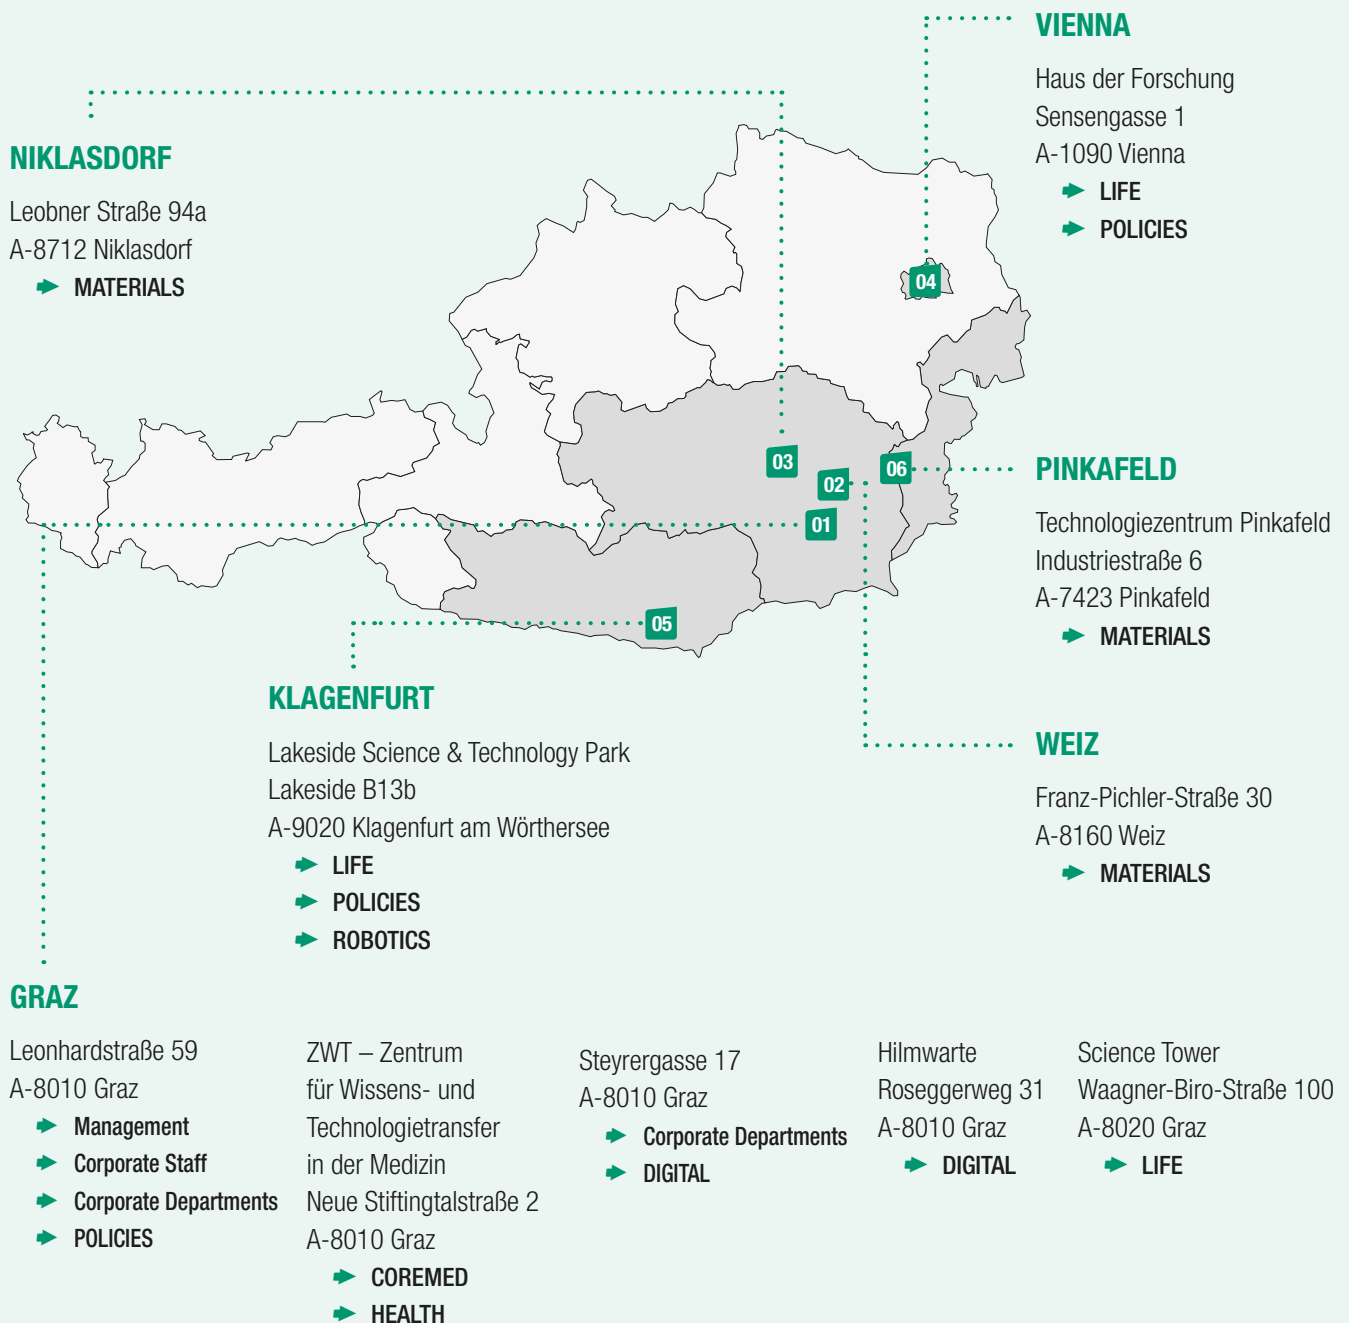 VIENNA
Haus der Forschung
Sensengasse 1
A-1090 Vienna
LIFE
POLICIES
NIKLASDORF
Leobner Straße 94a
A-8712 Niklasdorf
MATERIALS
04
03
02
06
01
05
PINKAFELD
Technologiezentrum Pinkafeld
Industriestraße 6
A-7423 Pinkafeld
MATERIALS
KLAGENFURT
Lakeside Science & Technology Park
Lakeside B13b
A-9020 Klagenfurt am Wörthersee
LIFE
POLICIES
ROBOTICS
WEIZ
Franz-Pichler-Straße 30
A-8160 Weiz
MATERIALS
GRAZ
Leonhardstraße 59
A-8010 Graz
Management
Corporate Staff
Corporate Departments
POLICIES
ZWT – Zentrum
für Wissens- und
Technologietransfer
in der Medizin
Neue Stiftingtalstraße 2
A-8010 Graz
COREMED
HEALTH
Steyrergasse 17
A-8010 Graz
Corporate Departments
DIGITAL
Hilmwarte
Roseggerweg 31
A-8010 Graz
DIGITAL
Science Tower
Waagner-Biro-Straße 100
A-8020 Graz
LIFE